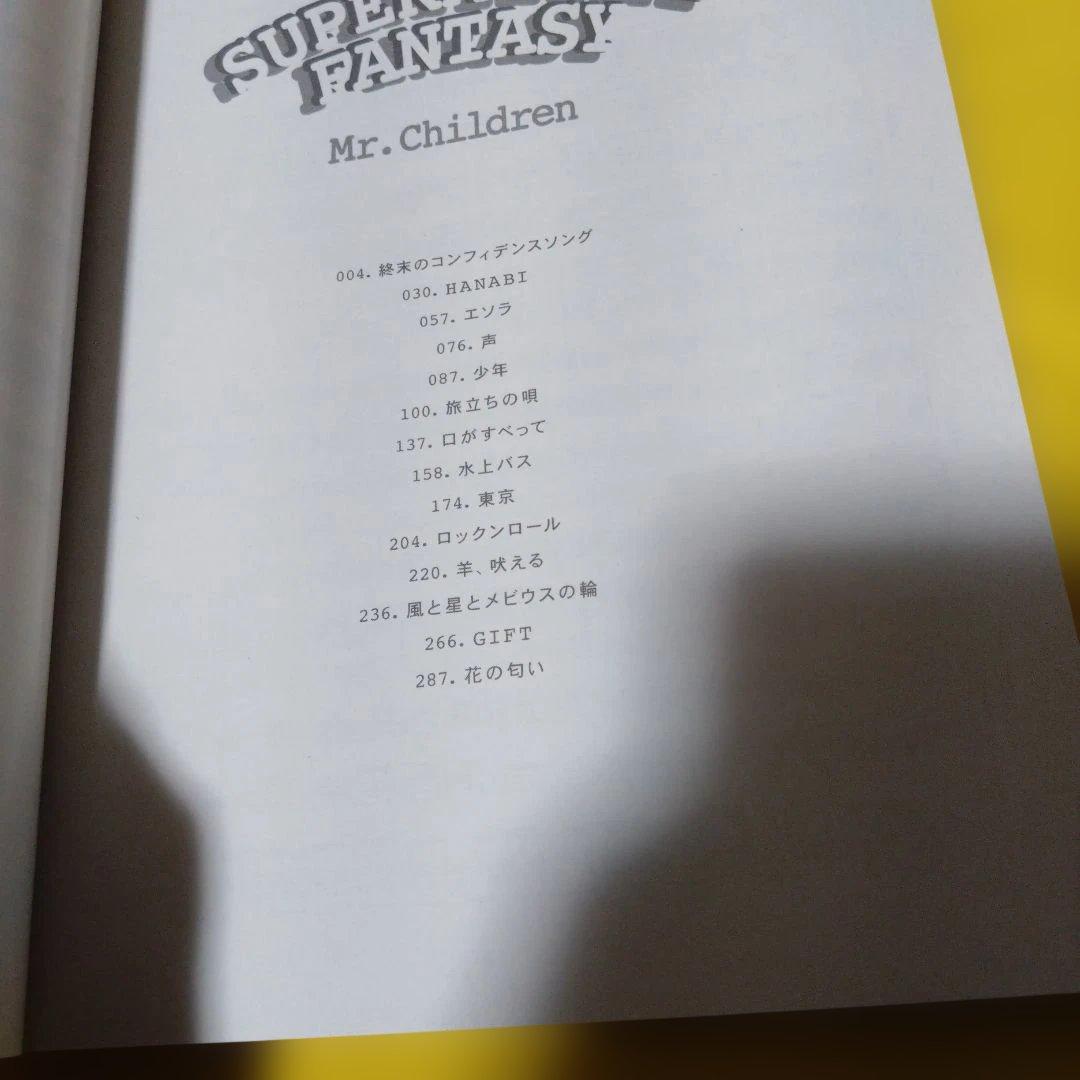 FANTASY
Mr.Children
004. 終末のコンフィデンスソング
030. HANABI
057. エソラ
076. 声
087. 少年
100. 旅立ちの唄
137. 口がすべって
158. 水上バス
174. 東京
204. ロックンロール
220. 羊、吠える
236. 風と星とメビウスの輪
266. GIFT
287. 花の匂い